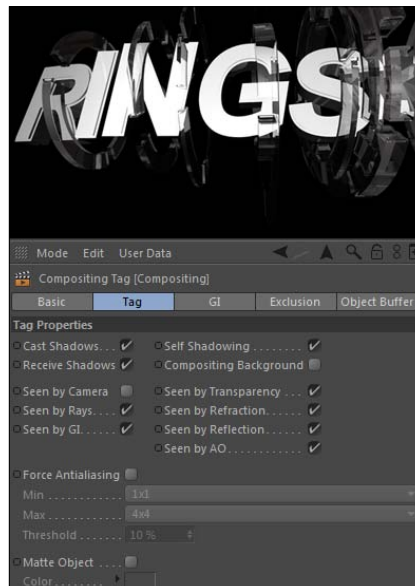 RINGS
Mode Edit User Data
Compositing Tag [Compositing]
Basic Tag GI Exclusion Object Buffer
Tag Properties
Cast Shadows. . . Self Shadowing . . . . . . . .
Receive Shadows Compositing Background
Seen by Camera Seen by Transparency . . .
Seen by Rays. . . . Seen by Refraction. . . . . .
Seen by GI. . . . . . Seen by Reflection. . . . . .
Seen by AO. . . . . . . . . . . .
Force Antialiasing
Min . . . . . . . . . . . 1x1
Max . . . . . . . . . . 4x4
Threshold . . . . . . . 10 %
Matte Object . . . .
Color. . . . . . . . .